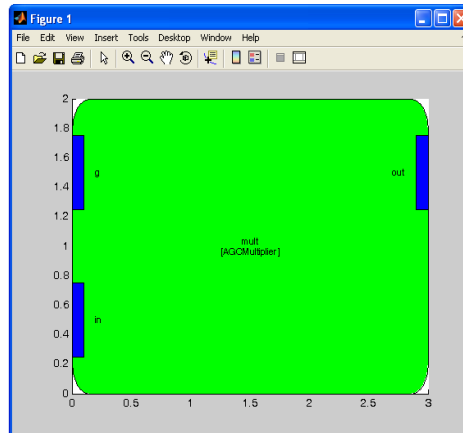 Figure 1
File Edit View Insert Tools Desktop Window Help
2
1.8
1.6
1.4
1.2
1
0.8
0.6
0.4
0.2
0
g
out
mult
[AGCMultiplier]
in
0 0.5 1 1.5 2 2.5 3